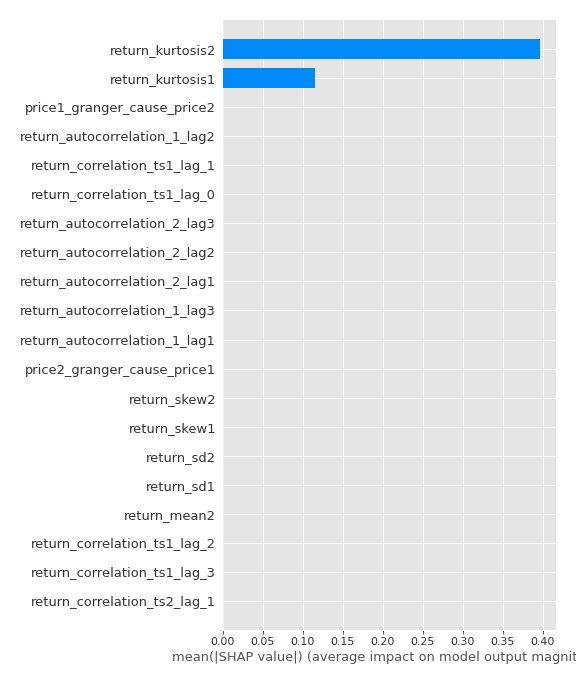 return_kurtosis2
return_kurtosis1
price1_granger_cause_price2
return_autocorrelation_1_lag2
return_correlation_ts1_lag_1
return_correlation_ts1_lag_0
return_autocorrelation_2_lag3
return_autocorrelation_2_lag2
return_autocorrelation_2_lag1
return_autocorrelation_1_lag3
return_autocorrelation_1_lag1
price2_granger_cause_price1
return_skew2
return_skew1
return_sd2
return_sd1
return_mean2
return_correlation_ts1_lag_2
return_correlation_ts1_lag_3
return_correlation_ts2_lag_1
0.00 0.05 0.10 0.15 0.20 0.25 0.30 0.35 0.40
mean(|SHAP value|) (average impact on model output magnit